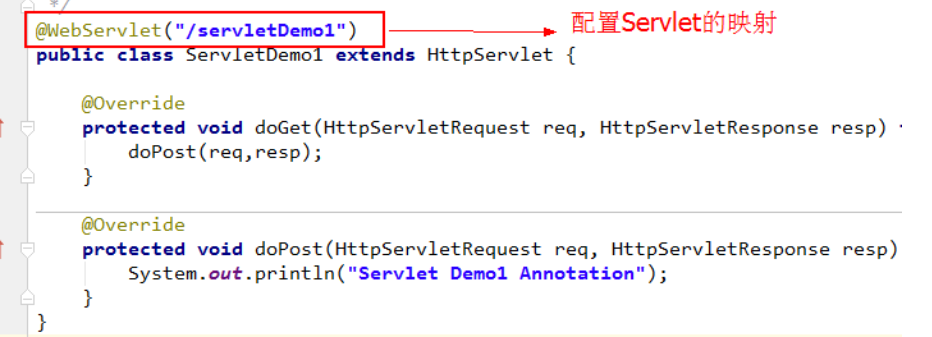 */
@WebServlet("/servletDemo1")
配置Servlet的映射
public class ServletDemo1 extends HttpServlet {
@Override
protected void doGet(HttpServletRequest req, HttpServletResponse resp)
doPost(req,resp);
}
@Override
protected void doPost(HttpServletRequest req, HttpServletResponse resp)
System.out.println("Servlet Demo1 Annotation");
}
}